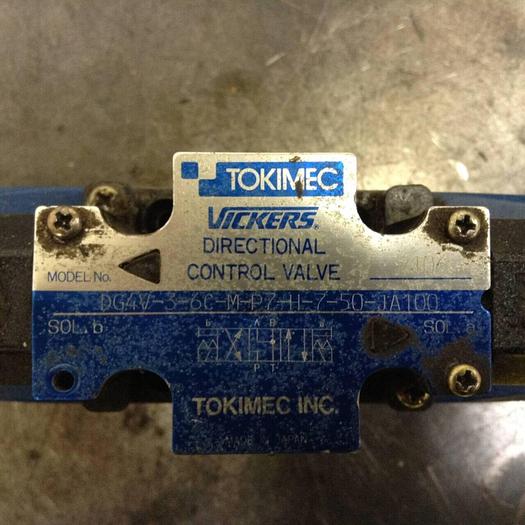 TOKIMEC
VICKERS®
DIRECTIONAL
CONTROL VALVE
MODEL No.
DG4V-3-6C-M-P7-H-7-50-JA100
SOL. b SOL. a
b A B a
P T
TOKIMEC INC.
MADE IN JAPAN